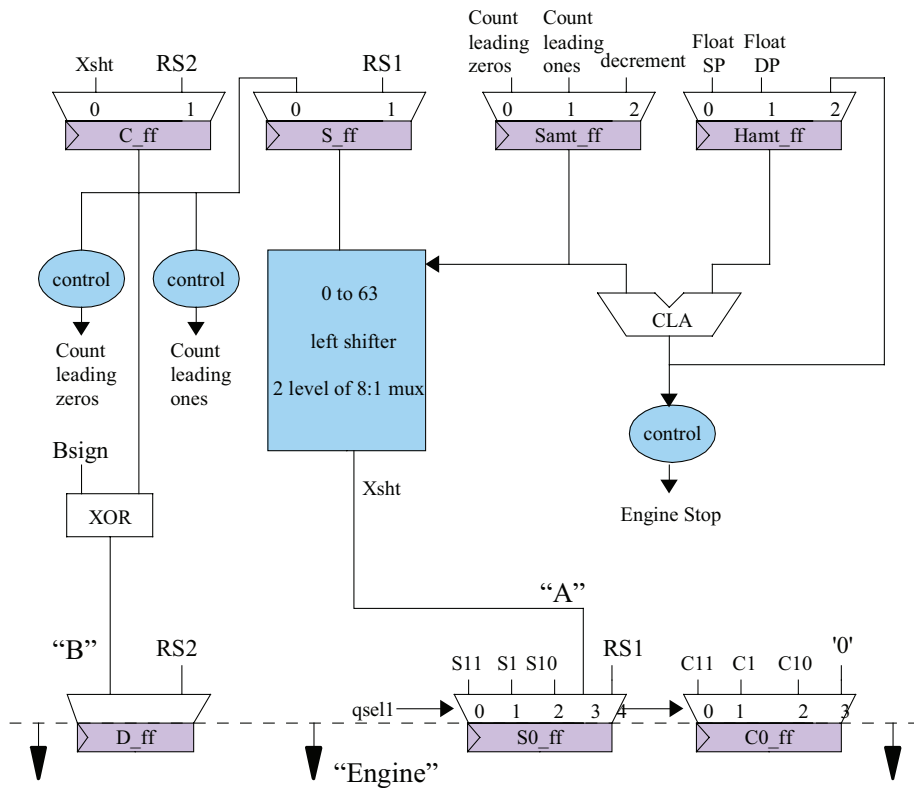 Count
leading
zeros
Count
leading
ones
decrement
Float
SP
Float
DP
Xsht
RS2
RS1
0 1
0 1
0 1 2
0 1 2
C_ff
S_ff
Samt_ff
Hamt_ff
control
control
0 to 63
left shifter
2 level of 8:1 mux
CLA
Count
leading
zeros
Count
leading
ones
control
Bsign
Xsht
Engine Stop
XOR
“A”
“B”
RS2
S11 S1 S10
RS1
C11 C1 C10
'0'
qsel1
0 1 2 3 4
0 1 2 3
D_ff
S0_ff
C0_ff
“Engine”